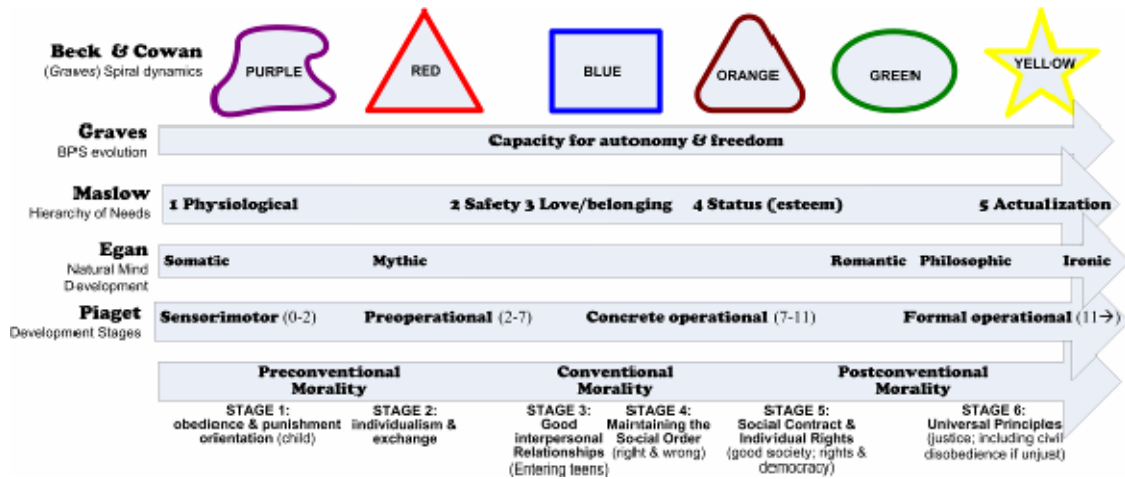 Beck & Cowan
(Graves) Spiral dynamics
PURPLE
RED
BLUE
ORANGE
GREEN
YELLOW
Graves
BPS evolution
Capacity for autonomy & freedom
Maslow
Hierarchy of Needs
1 Physiological
2 Safety 3 Love/belonging
4 Status (esteem)
5 Actualization
Egan
Natural Mind
Development
Somatic
Mythic
Romantic
Philosophic
Ironic
Piaget
Development Stages
Sensorimotor (0-2)
Preoperational (2-7)
Concrete operational (7-11)
Formal operational (11→)
Preconventional
Morality
Conventional
Morality
Postconventional
Morality
STAGE 1:
obedience & punishment
orientation (child)
STAGE 2:
individualism &
exchange
STAGE 3:
Good
interpersonal
Relationships
(Entering teens)
STAGE 4:
Maintaining the
Social Order
(right & wrong)
STAGE 5:
Social Contract &
Individual Rights
(good society; rights &
democracy)
STAGE 6:
Universal Principles
(justice; including civil
disobedience if unjust)